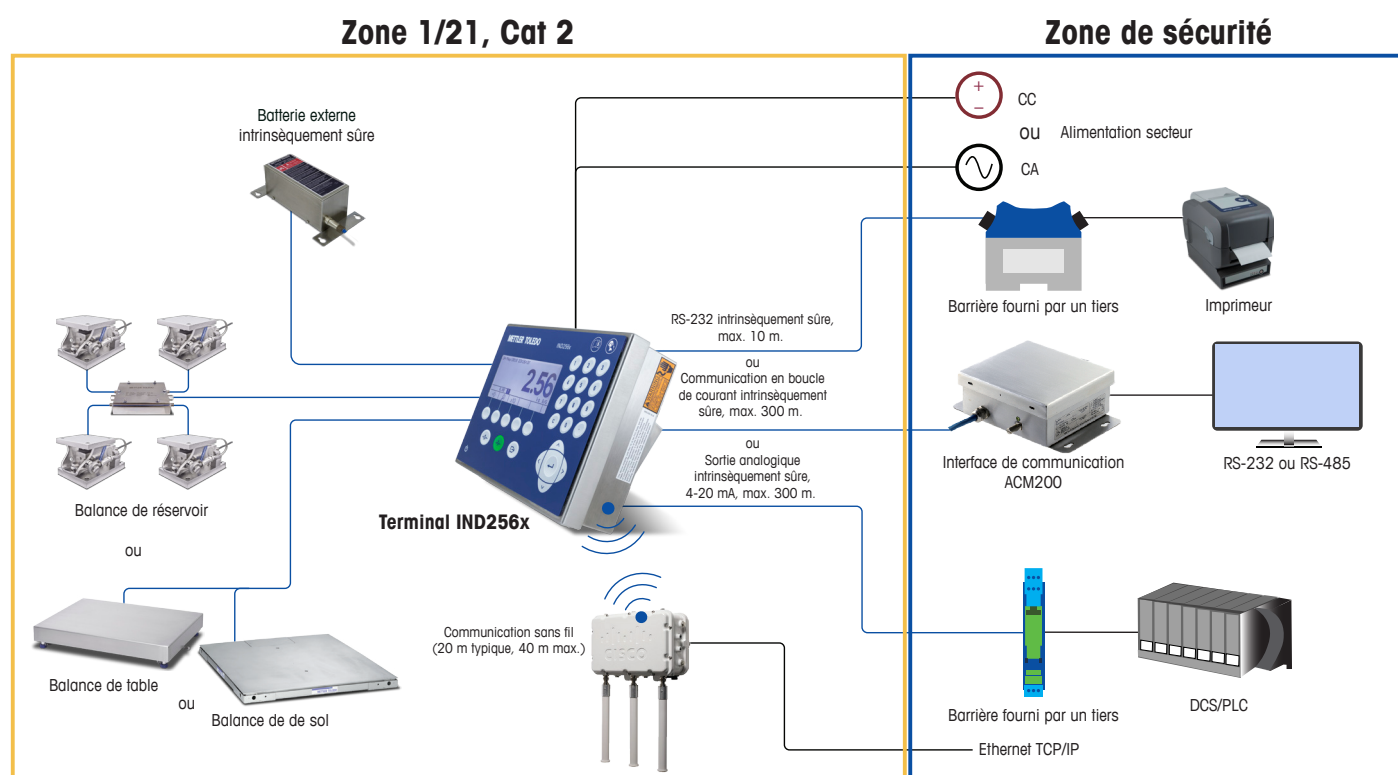 Zone 1/21, Cat 2
Zone de sécurité
Batterie externe
intrinsèquement sûre
CC
ou
Alimentation secteur
CA
Barrière fourni par un tiers
Imprimeur
RS-232 intrinsèquement sûre,
max. 10 m.
ou
Communication en boucle
de courant intrinsèquement
sûre, max. 300 m.
ou
Sortie analogique
intrinsèquement sûre,
4-20 mA, max. 300 m.
METTLER TOLEDO
IND256x
2.56
Interface de communication
ACM200
RS-232 ou RS-485
Balance de réservoir
Terminal IND256x
ou
Communication sans fil
(20 m typique, 40 m max.)
CISCO
Balance de table
ou
Balance de de sol
Barrière fourni par un tiers
DCS/PLC
Ethernet TCP/IP